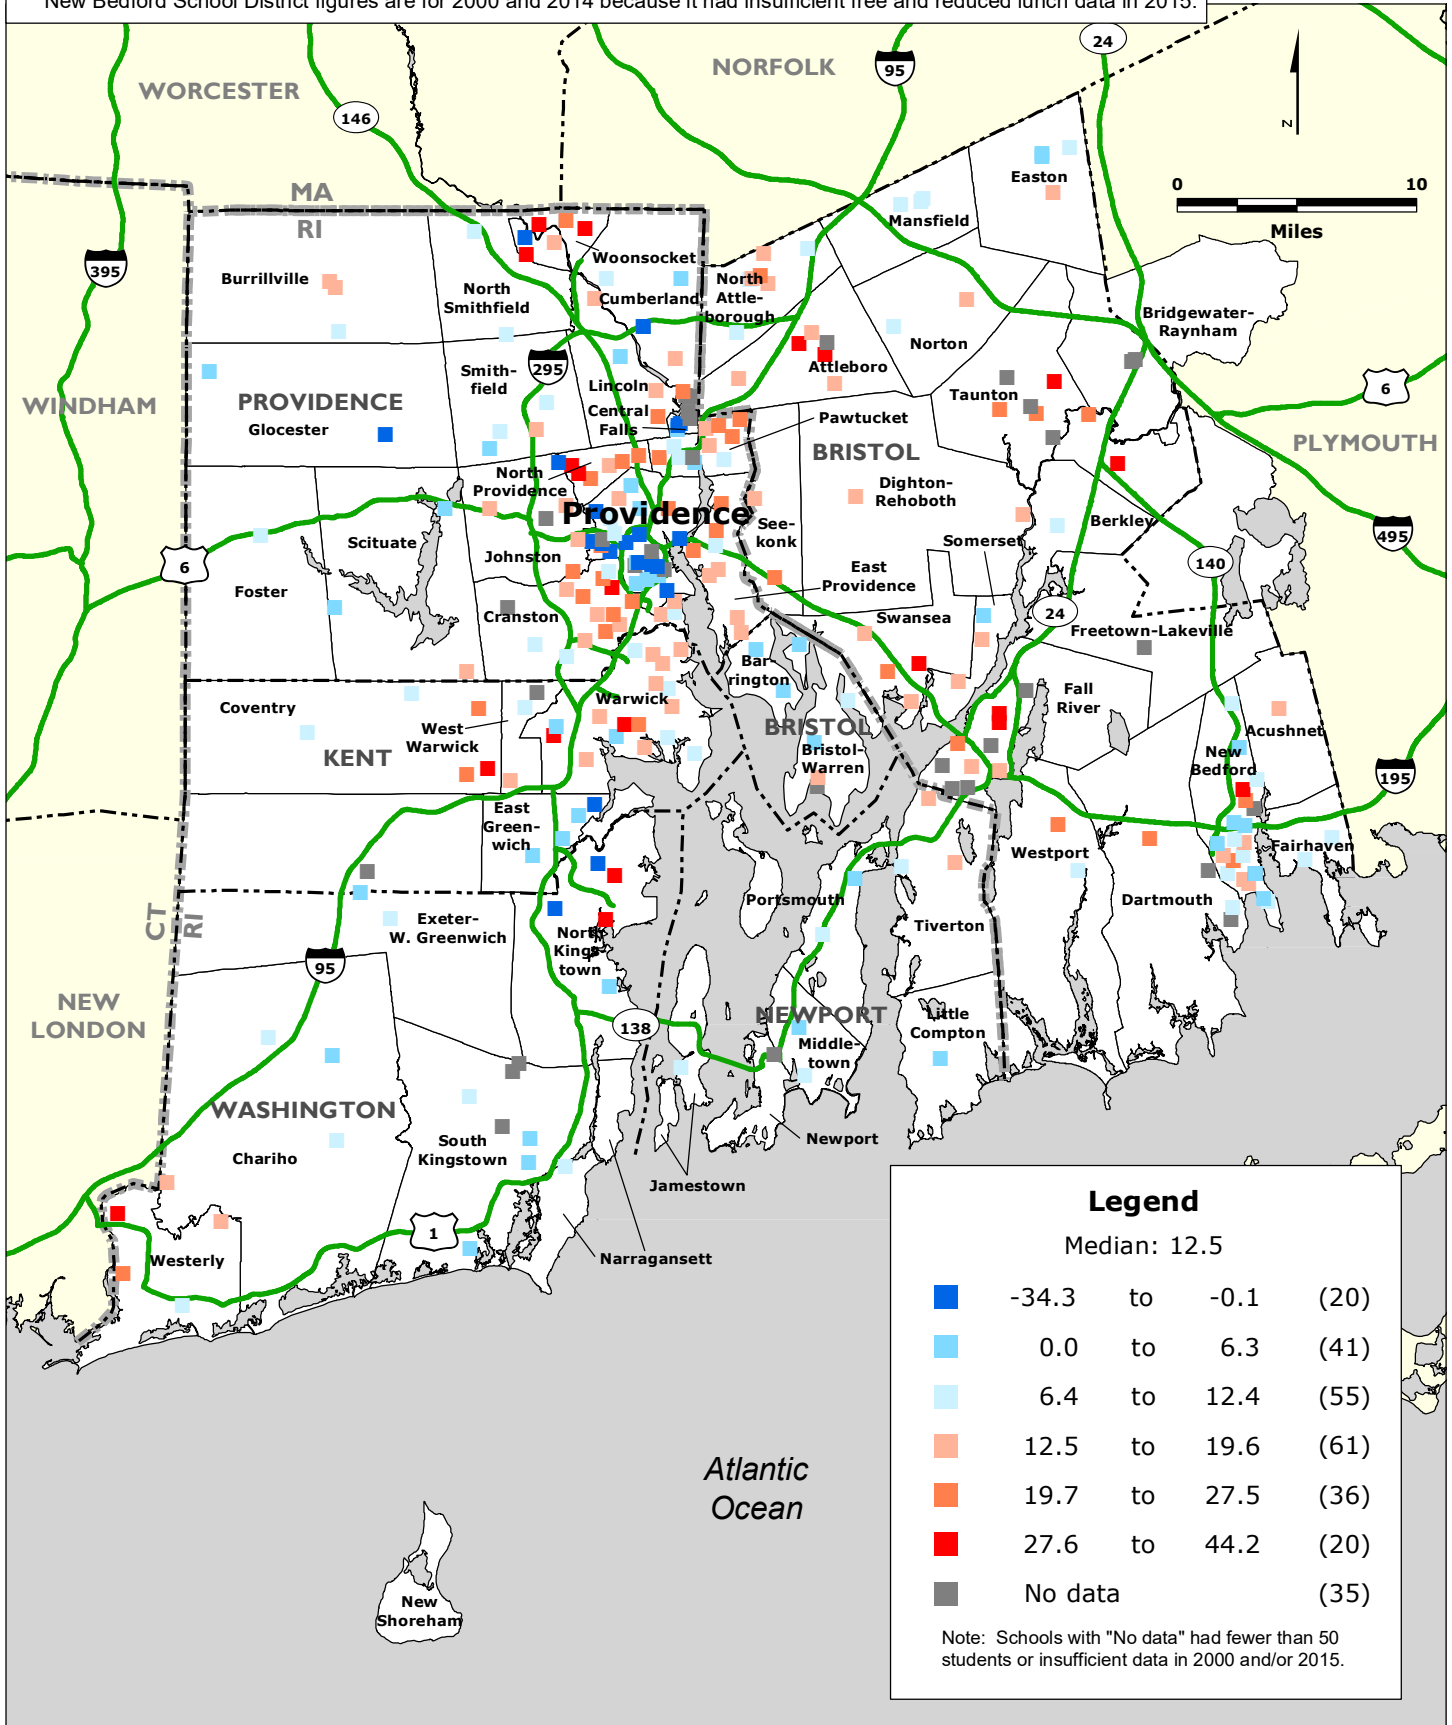 New Bedford School District figures are for 2000 and 2014 because it had insufficient free and reduced lunch data in 2015.
24
95
NORFOLK
WORCESTER
146
N
Easton
MA
RI
0 10
Miles
Mansfield
395
Burrillville
Woonsocket
North
Smithfield
Cumberland
North
Attle-
borough
Bridgewater-
Raynham
Norton
295
Smith-
field
Lincoln
Attleboro
6
Taunton
WINDHAM
PROVIDENCE
Glocester
Central
Falls
Pawtucket
BRISTOL
PLYMOUTH
North
Providence
Dighton-
Rehoboth
Providence
See-
konk
Berkley
495
Scituate
Johnston
Somerset
6
140
Foster
East
Providence
Cranston
Swansea
24
Freetown-Lakeville
Bar-
rington
Coventry
Warwick
Fall
River
West
Warwick
KENT
BRISTOL
Bristol-
Warren
Acushnet
New
Bedford
195
East
Green-
wich
Westport
Fairhaven
Portsmouth
Dartmouth
CT
RI
Exeter-
W. Greenwich
Tiverton
North
Kings-
town
95
NEW
LONDON
138
NEWPORT
Little
Compton
Middle-
town
WASHINGTON
South
Kingstown
Newport
Chariho
Jamestown
1
Westerly
Narragansett
Legend
Median: 12.5
-34.3 to -0.1 (20)
0.0 to 6.3 (41)
6.4 to 12.4 (55)
12.5 to 19.6 (61)
19.7 to 27.5 (36)
27.6 to 44.2 (20)
No data (35)
Note: Schools with "No data" had fewer than 50
students or insufficient data in 2000 and/or 2015.
Atlantic
Ocean
New
Shoreham